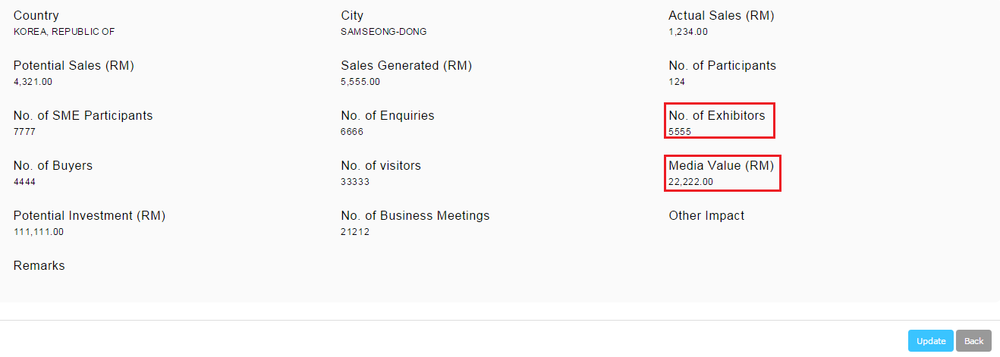 Country
KOREA, REPUBLIC OF
City
SAMSEONG-DONG
Actual Sales (RM)
1,234.00
Potential Sales (RM)
4,321.00
Sales Generated (RM)
5,555.00
No. of Participants
124
No. of SME Participants
7777
No. of Enquiries
6666
No. of Exhibitors
5555
No. of Buyers
4444
No. of visitors
33333
Media Value (RM)
22,222.00
Potential Investment (RM)
111,111.00
No. of Business Meetings
21212
Other Impact
Remarks
Update
Back